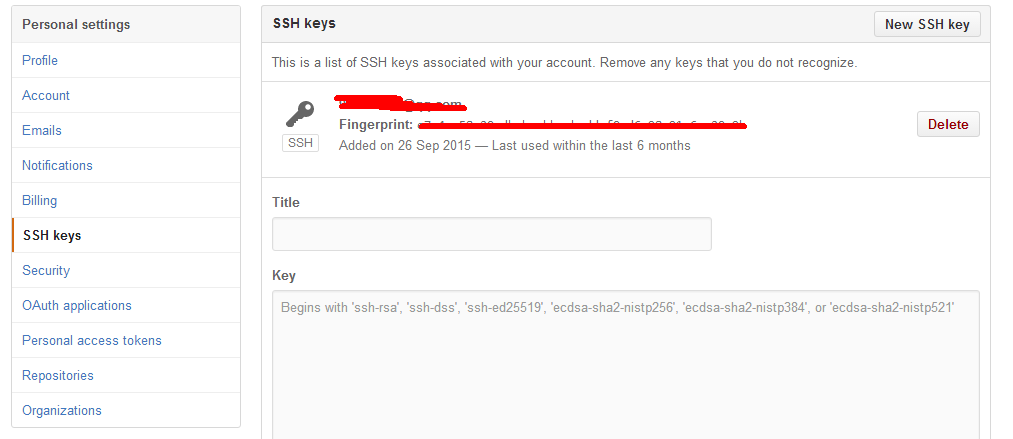 Personal settings
Profile
Account
Emails
Notifications
Billing
SSH keys
Security
OAuth applications
Personal access tokens
Repositories
Organizations
SSH keys
New SSH key
This is a list of SSH keys associated with your account. Remove any keys that you do not recognize.
SSH
Fingerprint:
Added on 26 Sep 2015 — Last used within the last 6 months
Delete
Title
Key
Begins with 'ssh-rsa', 'ssh-dss', 'ssh-ed25519', 'ecdsa-sha2-nistp256', 'ecdsa-sha2-nistp384', or 'ecdsa-sha2-nistp521'